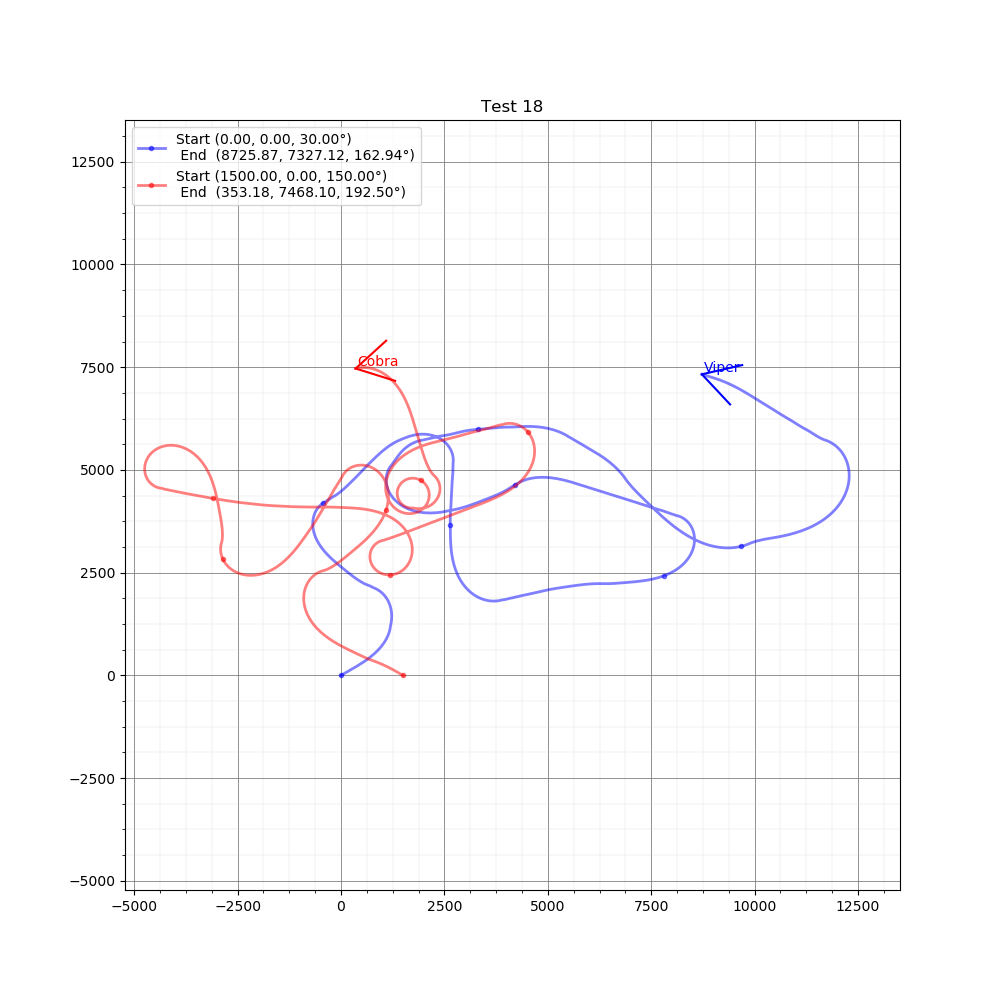 Test 18
Start (0.00, 0.00, 30.00°)
End  (8725.87, 7327.12, 162.94°)
Start (1500.00, 0.00, 150.00°)
End  (353.18, 7468.10, 192.50°)
12500
10000
7500
5000
2500
0
−2500
−5000
Cobra
Viper
−5000 −2500 0 2500 5000 7500 10000 12500